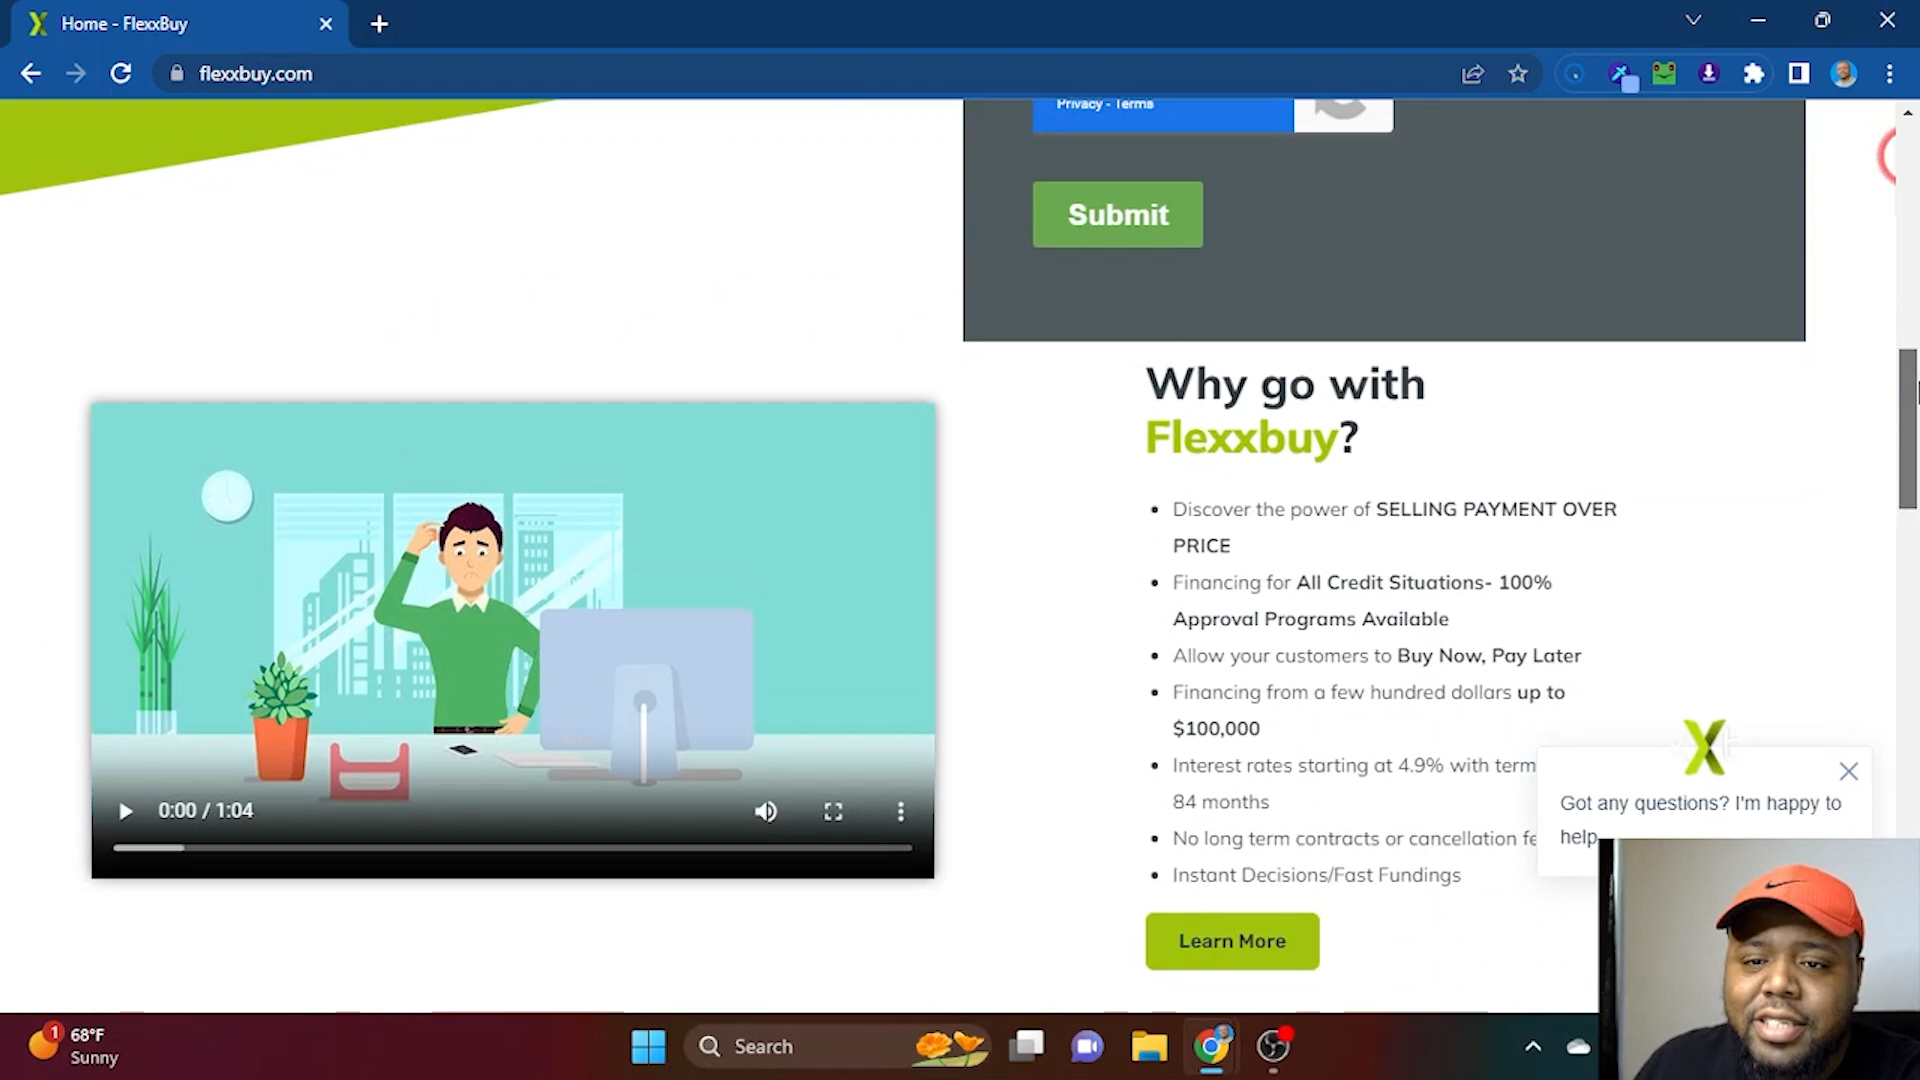 Home - FlexxBuy
flexxbuy.com
Privacy - Terms
Submit
Why go with
Flexxbuy?
Discover the power of SELLING PAYMENT OVER
PRICE
Financing for All Credit Situations- 100%
Approval Programs Available
Allow your customers to Buy Now, Pay Later
Financing from a few hundred dollars up to
$100,000
Interest rates starting at 4.9% with term
84 months
No long term contracts or cancellation fe
Instant Decisions/Fast Fundings
Learn More
0:00 / 1:04
Got any questions? I'm happy to
help
1
68°F
Sunny
Search